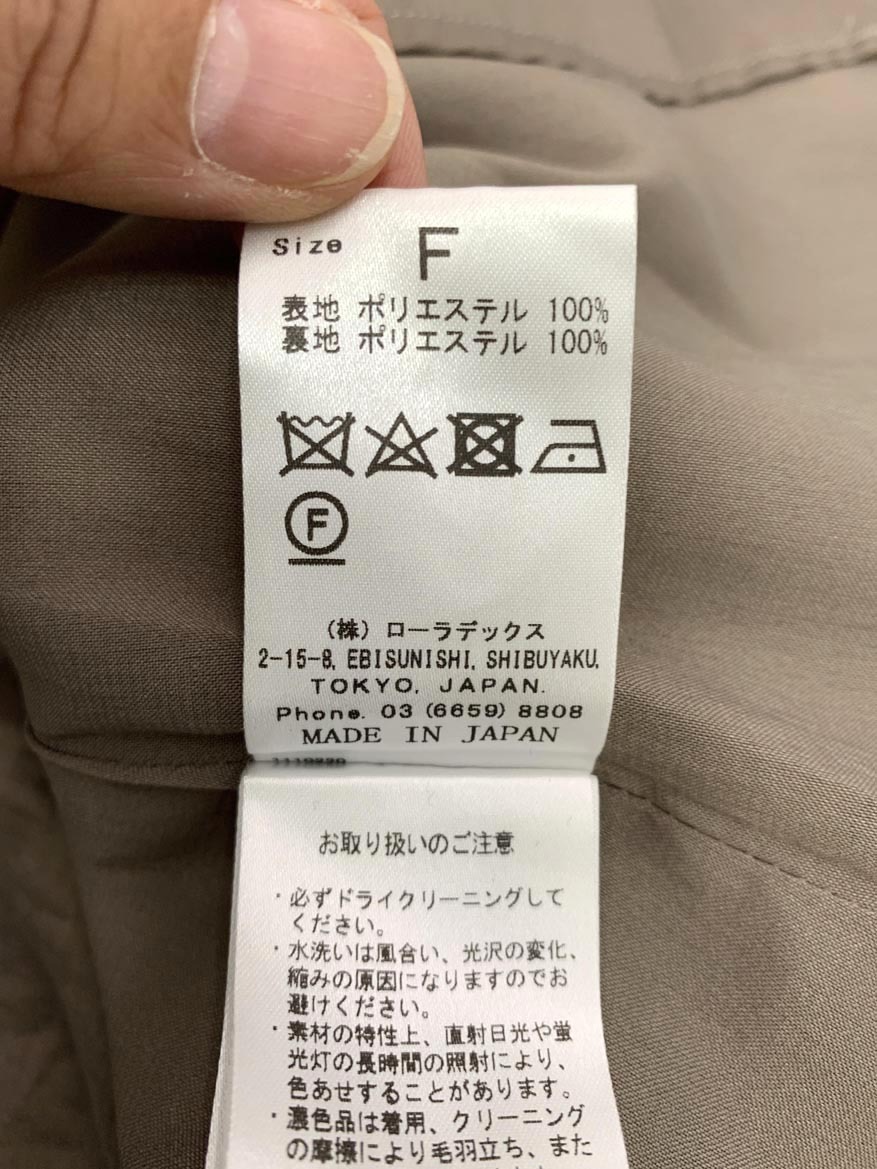 Size F
表地 ポリエステル 100%
裏地 ポリエステル 100%
F
(株) ローラデックス
2-15-8, EBISUNISHI, SHIBUYAKU,
TOKYO, JAPAN.
Phone. 03 (6659) 8808
MADE IN JAPAN
お取り扱いのご注意
・必ずドライクリーニングして
ください。
・水洗いは風合い、光沢の変化、
縮みの原因になりますのでお
避けください。
・素材の特性上、直射日光や蛍
光灯の長時間の照射により、
色あせすることがあります。
・濃色品は着用、クリーニング
の摩擦により毛羽立ち、また